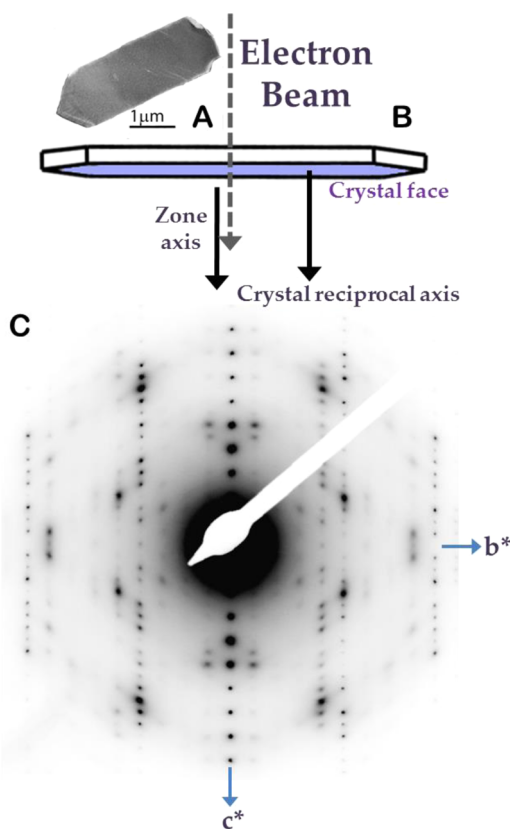 Electron
Beam
1μm
A
B
Crystal face
Zone
axis
Crystal reciprocal axis
C
b*
c*